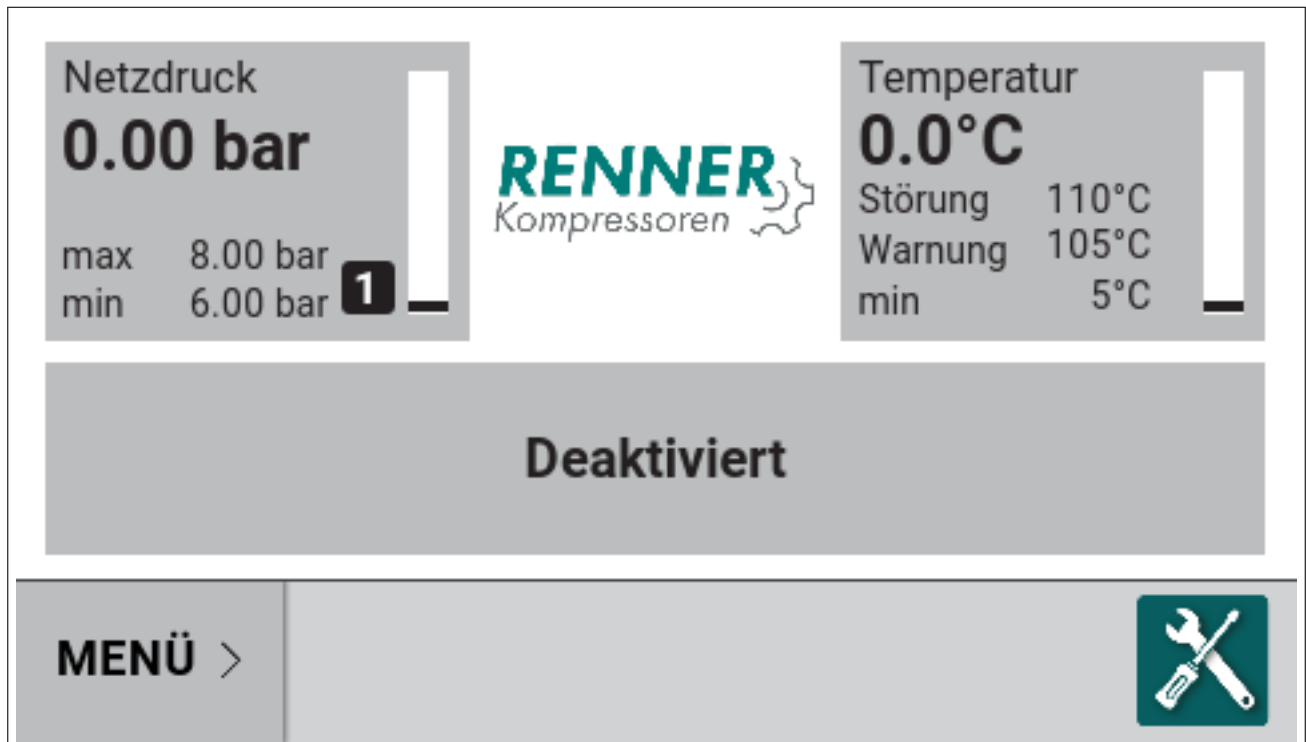 Netzdruck
0.00 bar
max 8.00 bar
min 6.00 bar 1
RENNER
Kompressoren
Temperatur
0.0°C
Störung 110°C
Warnung 105°C
min 5°C
Deaktiviert
MENÜ >